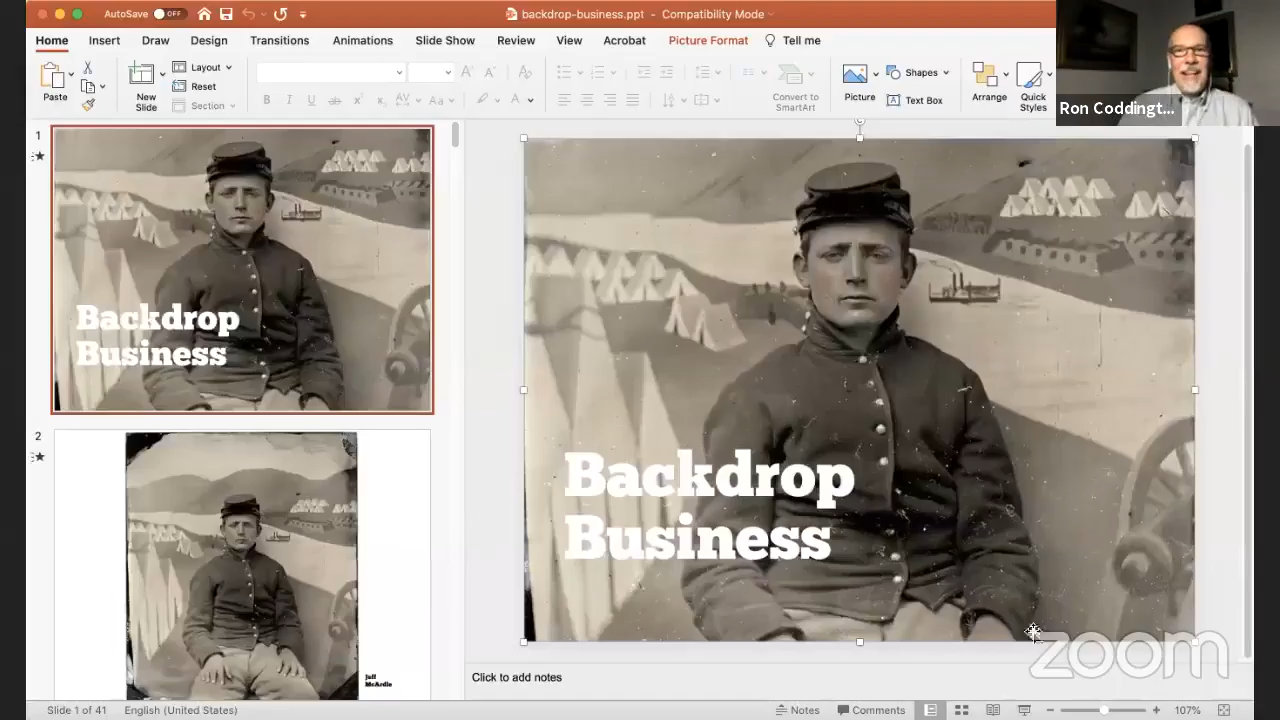 AutoSave OFF
backdrop-business.ppt - Compatibility Mode
Home Insert Draw Design Transitions Animations Slide Show Review View Acrobat Picture Format Tell me
Paste
New
Slide
Layout
Reset
Section
Convert to
SmartArt
Picture
Shapes
Text Box
Arrange
Quick
Styles
Ron Coddingt...
1
Backdrop
Business
2
Jeff
McArdle
Backdrop
Business
zoom
Click to add notes
Slide 1 of 41 English (United States) Notes Comments 107%